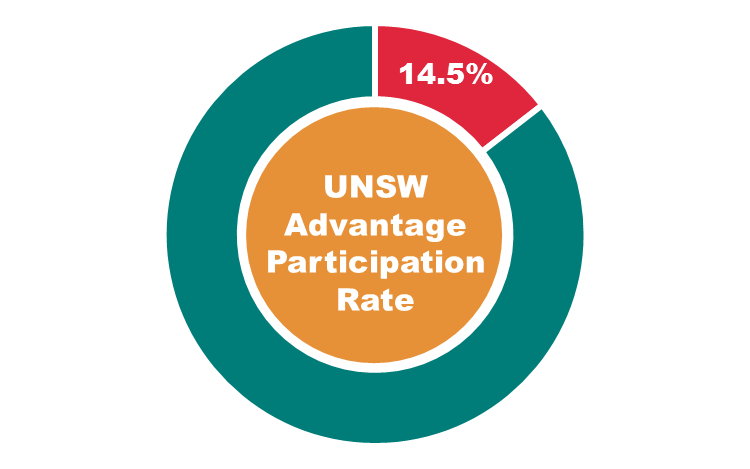 14.5%
UNSW
Advantage
Participation
Rate